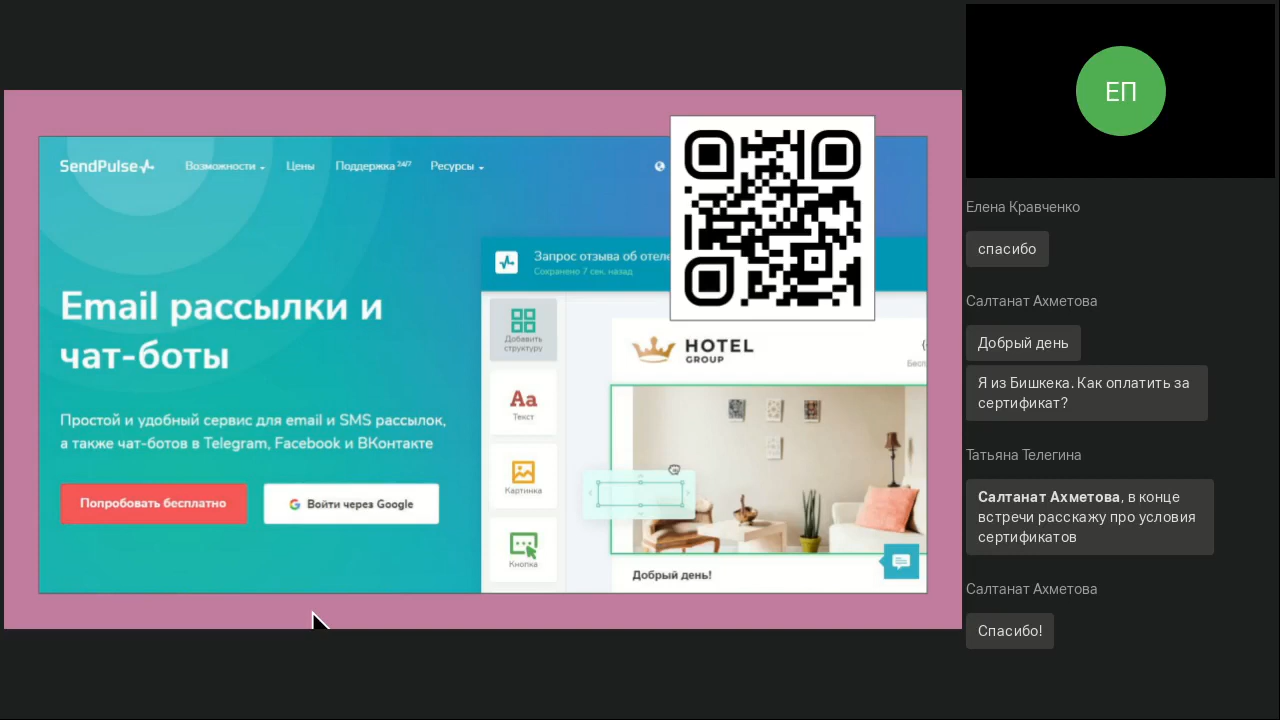 SendPulse
Возможности
Цены
Поддержка 24/7
Ресурсы
Email рассылки и
чат-боты
Простой и удобный сервис для email и SMS рассылок,
а также чат-ботов в Telegram, Facebook и ВКонтакте
Попробовать бесплатно
Войти через Google
Запрос отзыва об отеле
Сохранено 7 сек. назад
Добавить
структуру
Aa
Текст
Картинка
Кнопка
HOTEL
GROUP
Добрый день!
ЕП
Елена Кравченко
спасибо
Салтанат Ахметова
Добрый день
Я из Бишкека. Как оплатить за
сертификат?
Татьяна Телегина
Салтанат Ахметова, в конце
встречи расскажу про условия
сертификатов
Салтанат Ахметова
Спасибо!